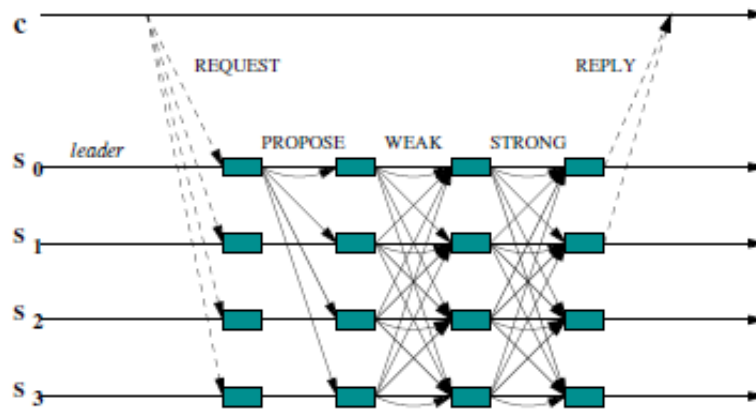 C
REQUEST
REPLY
leader
PROPOSE
WEAK
STRONG
S 0
S 1
S 2
S 3